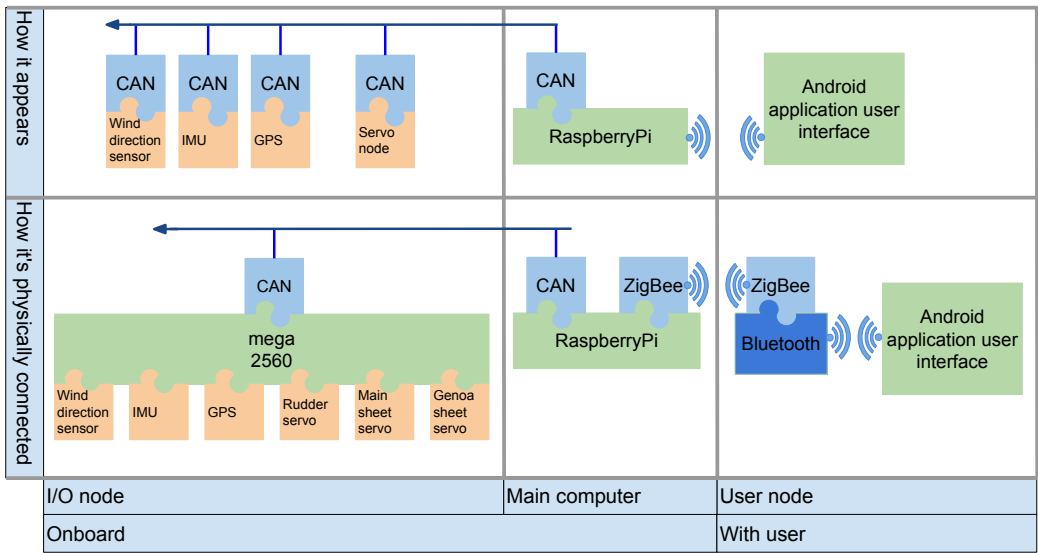 How it appears
CAN
CAN
CAN
CAN
CAN
Wind
direction
sensor
IMU
GPS
Servo
node
RaspberryPi
Android
application user
interface
How it's physically connected
CAN
mega
2560
Wind
direction
sensor
IMU
GPS
Rudder
servo
Main
sheet
servo
Genoa
sheet
servo
CAN
ZigBee
RaspberryPi
ZigBee
Bluetooth
Android
application user
interface
I/O node
Main computer
User node
Onboard
With user